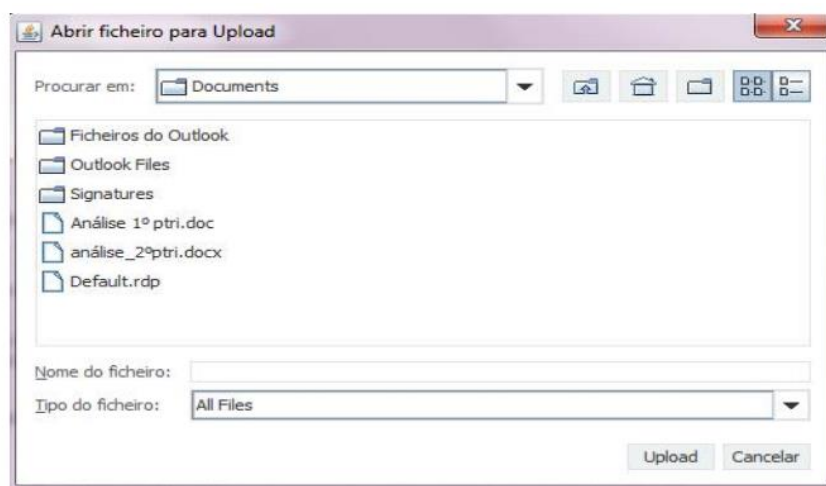 Abrir ficheiro para Upload
Procurar em: Documents
Ficheiros do Outlook
Outlook Files
Signatures
Análise 1º ptri.doc
análise_2ºptri.docx
Default.rdp
Nome do ficheiro:
Tipo do ficheiro: All Files
Upload Cancelar